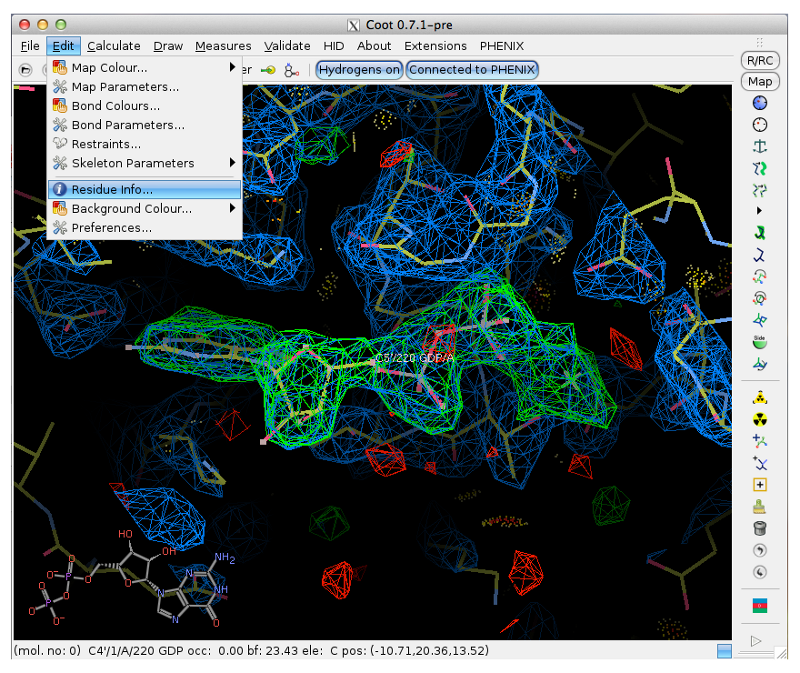 Coot 0.7.1-pre
File Edit Calculate Draw Measures Validate HID About Extensions PHENIX
er Hydrogens on Connected to PHENIX
R/RC
Map
Map Colour...
Map Parameters...
Bond Colours...
Bond Parameters...
Restraints...
Skeleton Parameters
Residue Info...
Background Colour...
Preferences...
Side
C5'/220 GDP/A
HO
OH
NH2
O⁻ O N NH
P O O N
O P O N O
O⁻ O⁻
(mol. no: 0) C4'/1/A/220 GDP occ: 0.00 bf: 23.43 ele: C pos: (-10.71,20.36,13.52)